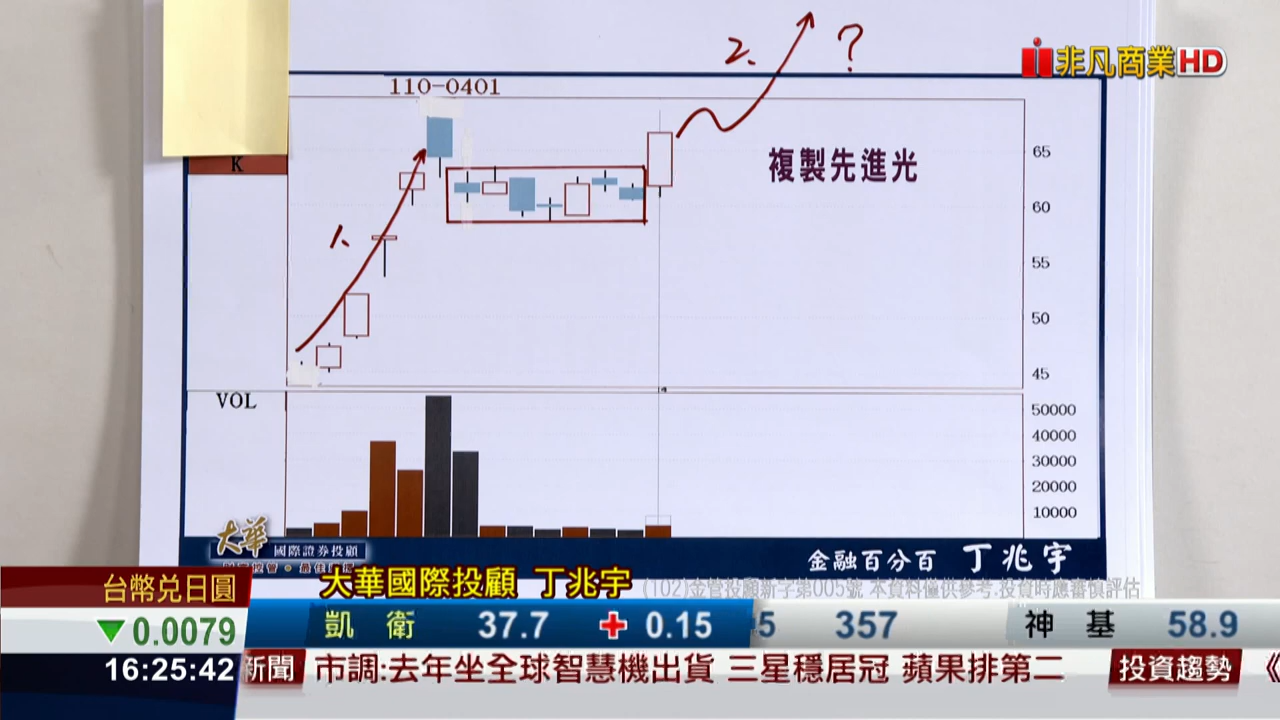 2. ?
非凡商業HD
110-0401
K
複製先進光
65
60
1.
55
50
45
VOL
50000
40000
30000
20000
10000
大華 國際證券投顧
金融百分百 丁兆宇
台幣兌日圓
大華國際投顧 丁兆宇
(102)金管投顧新字第005號 本資料僅供參考.投資時應審慎評估
▼0.0079
凱衛 37.7 + 0.15 357 神基 58.9
16:25:42
新聞 市調:去年坐全球智慧機出貨 三星穩居冠 蘋果排第二 投資趨勢 《